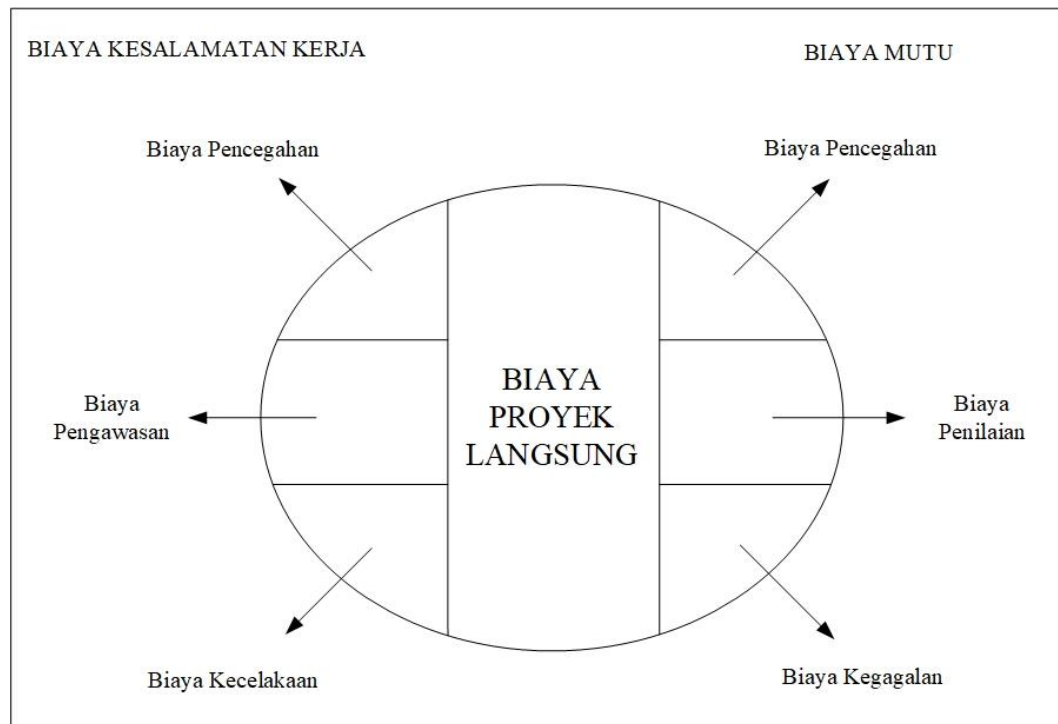 BIAYA KESALAMATAN KERJA
BIAYA MUTU
Biaya Pencegahan
Biaya Pencegahan
BIAYA
PROYEK
LANGSUNG
Biaya
Pengawasan
Biaya
Penilaian
Biaya Kecelakaan
Biaya Kegagalan